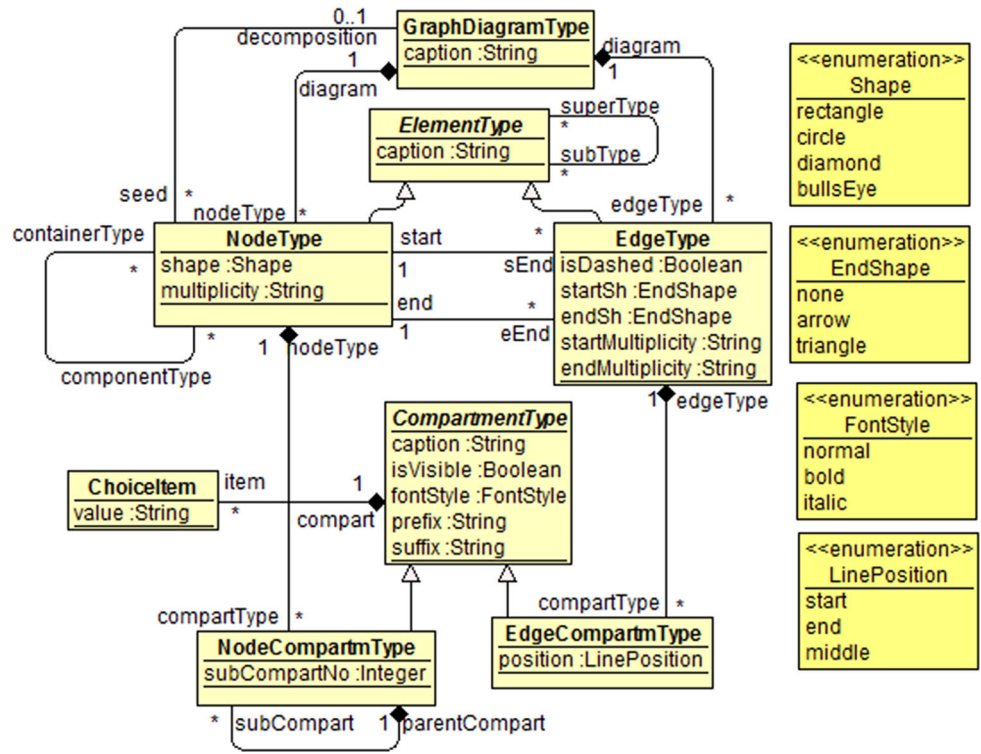 0..1
decomposition
GraphDiagramType
caption :String
1
diagram
diagram
1
<<enumeration>>
Shape
rectangle
circle
diamond
bullsEye
ElementType
caption :String
superType
*
subType
*
seed *
nodeType *
edgeType *
containerType
*
NodeType
shape :Shape
multiplicity :String
start
1
*
sEnd
end
1
*
eEnd
EdgeType
isDashed :Boolean
startSh :EndShape
endSh :EndShape
startMultiplicity :String
endMultiplicity :String
<<enumeration>>
EndShape
none
arrow
triangle
*
componentType
1 nodeType
1 edgeType
<<enumeration>>
FontStyle
normal
bold
italic
CompartmentType
caption :String
isVisible :Boolean
fontStyle :FontStyle
prefix :String
suffix :String
ChoiceItem
value :String
item
*
1
compart
<<enumeration>>
LinePosition
start
end
middle
compartType *
compartType *
NodeCompartmType
subCompartNo :Integer
EdgeCompartmType
position :LinePosition
* subCompart 1 parentCompart